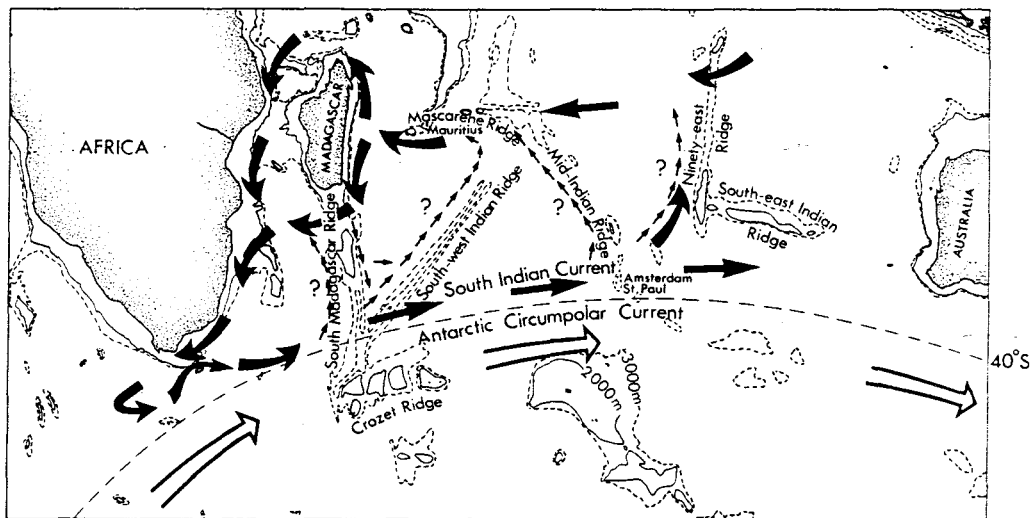 AFRICA
MADAGASCAR
Mascarene Ridge
Mauritius
Mid-Indian Ridge
Ninety-east
Ridge
South-east Indian
Ridge
AUSTRALIA
?
?
?
?
South Madagascar Ridge
South-west Indian Ridge
South Indian Current
Amsterdam
St. Paul
Antarctic Circumpolar Current
40°S
3000m
2000m
Crozet Ridge